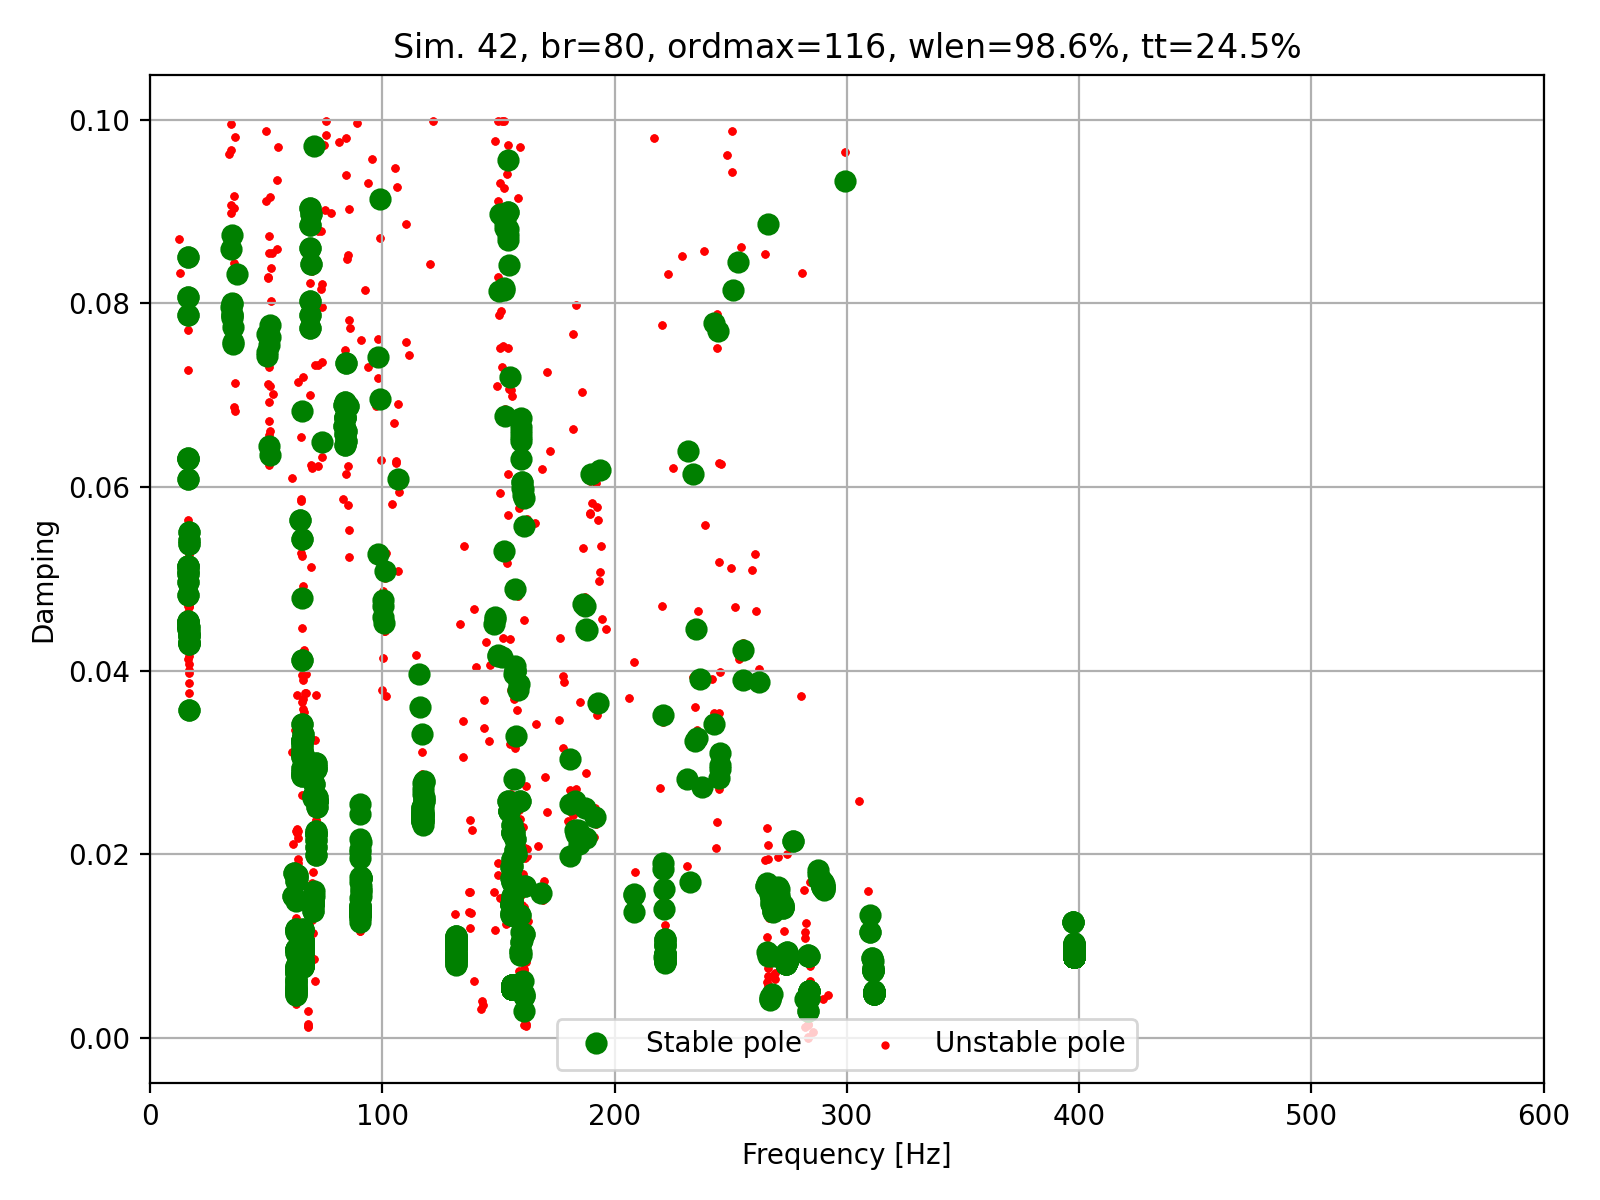 Sim. 42, br=80, ordmax=116, wlen=98.6%, tt=24.5%
0.10
0.08
0.06
0.04
0.02
0.00
Damping
Stable pole Unstable pole
0 100 200 300 400 500 600
Frequency [Hz]